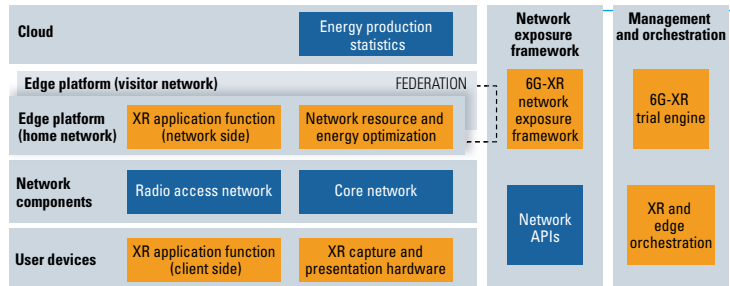 Cloud
Energy production
statistics
Edge platform (visitor network)
FEDERATION
Edge platform
(home network)
XR application function
(network side)
Network resource and
energy optimization
Network
components
Radio access network
Core network
User devices
XR application function
(client side)
XR capture and
presentation hardware
Network
exposure
framework
6G-XR
network
exposure
framework
Network
APIs
Management
and orchestration
6G-XR
trial engine
XR and
edge
orchestration